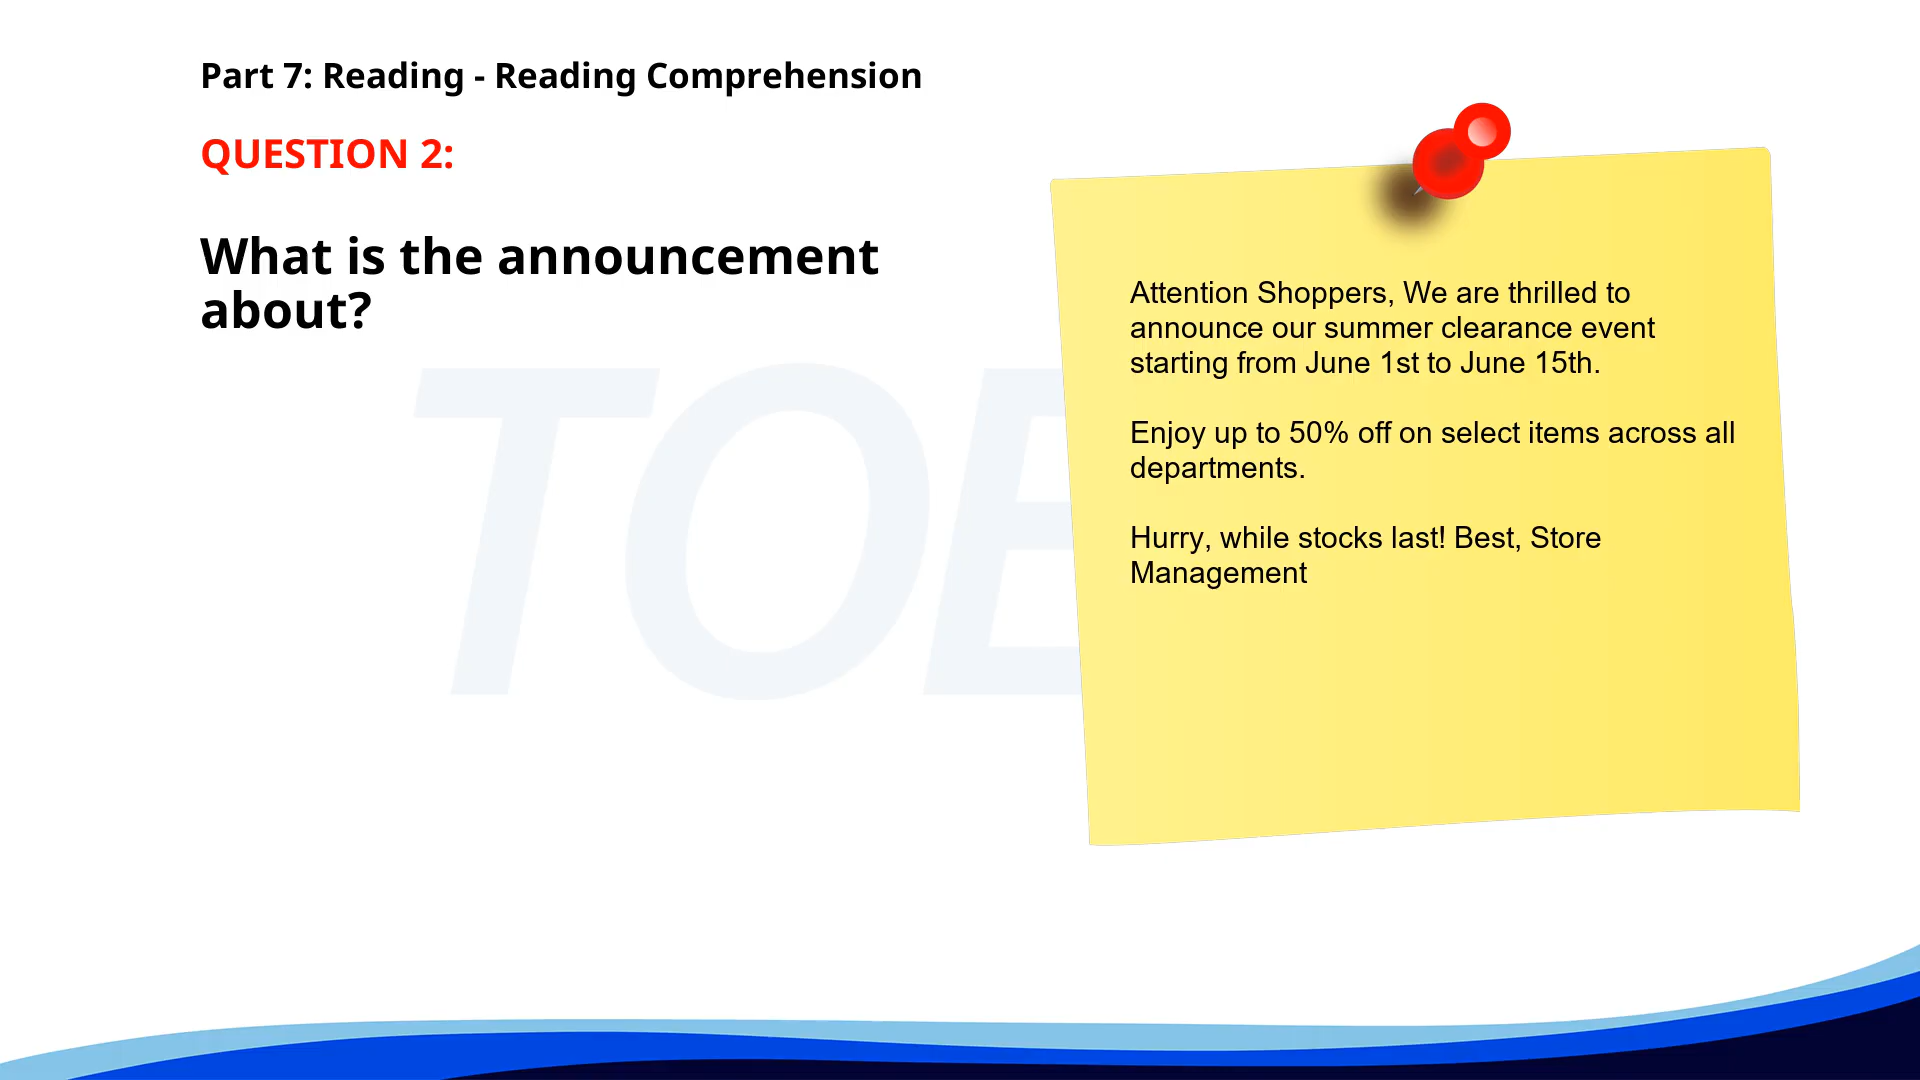 Part 7: Reading - Reading Comprehension
QUESTION 2:
What is the announcement
about?
Attention Shoppers, We are thrilled to
announce our summer clearance event
starting from June 1st to June 15th.
Enjoy up to 50% off on select items across all
departments.
Hurry, while stocks last! Best, Store
Management
TOE